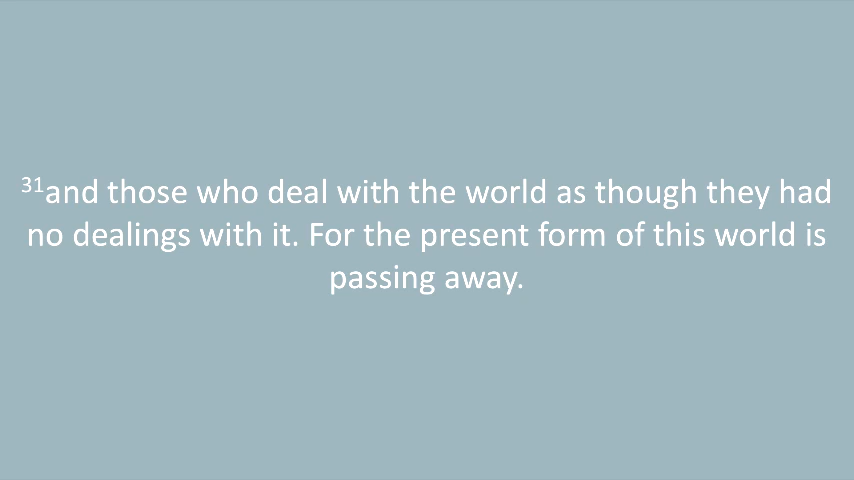 31and those who deal with the world as though they had
no dealings with it. For the present form of this world is
passing away.